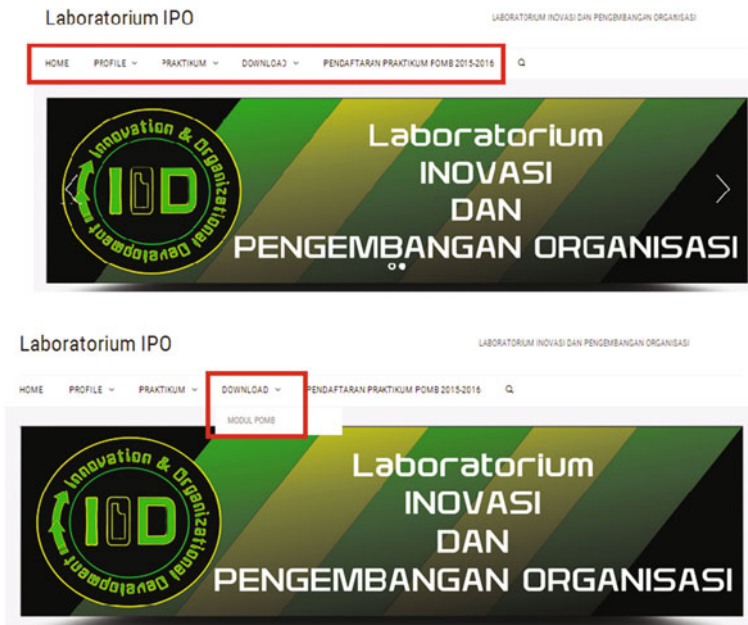 Laboratorium IPO
LABORATORIUM INOVASI DAN PENGEMBANGAN ORGANISASI
HOME PROFILE PRAKTIKUM DOWNLOAD PENDAFTARAN PRAKTIKUM POMB 2015-2016
Innovation & Organizational Development
IOD
Laboratorium
INOVASI
DAN
PENGEMBANGAN ORGANISASI
Laboratorium IPO
LABORATORIUM INOVASI DAN PENGEMBANGAN ORGANISASI
HOME PROFILE PRAKTIKUM DOWNLOAD PENDAFTARAN PRAKTIKUM POMB 2015-2016
MODUL POMB
Innovation & Organizational Development
IOD
Laboratorium
INOVASI
DAN
PENGEMBANGAN ORGANISASI